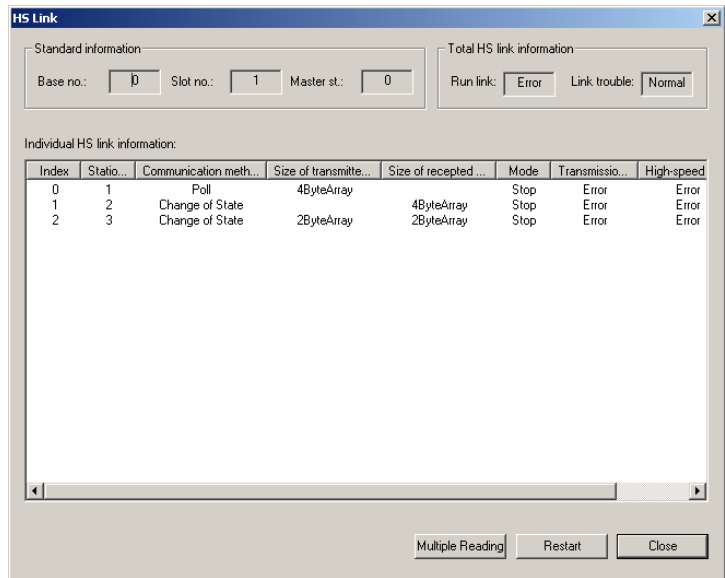 HS Link
Standard information
Base no.: 0 Slot no.: 1 Master st.: 0
Total HS link information
Run link: Error Link trouble: Normal
Individual HS link information:
Index Statio... Communication meth... Size of transmitte... Size of recepted ... Mode Transmissio... High-speed
0 1 Poll 4ByteArray Stop Error Error
1 2 Change of State 4ByteArray Stop Error Error
2 3 Change of State 2ByteArray 2ByteArray Stop Error Error
Multiple Reading Restart Close